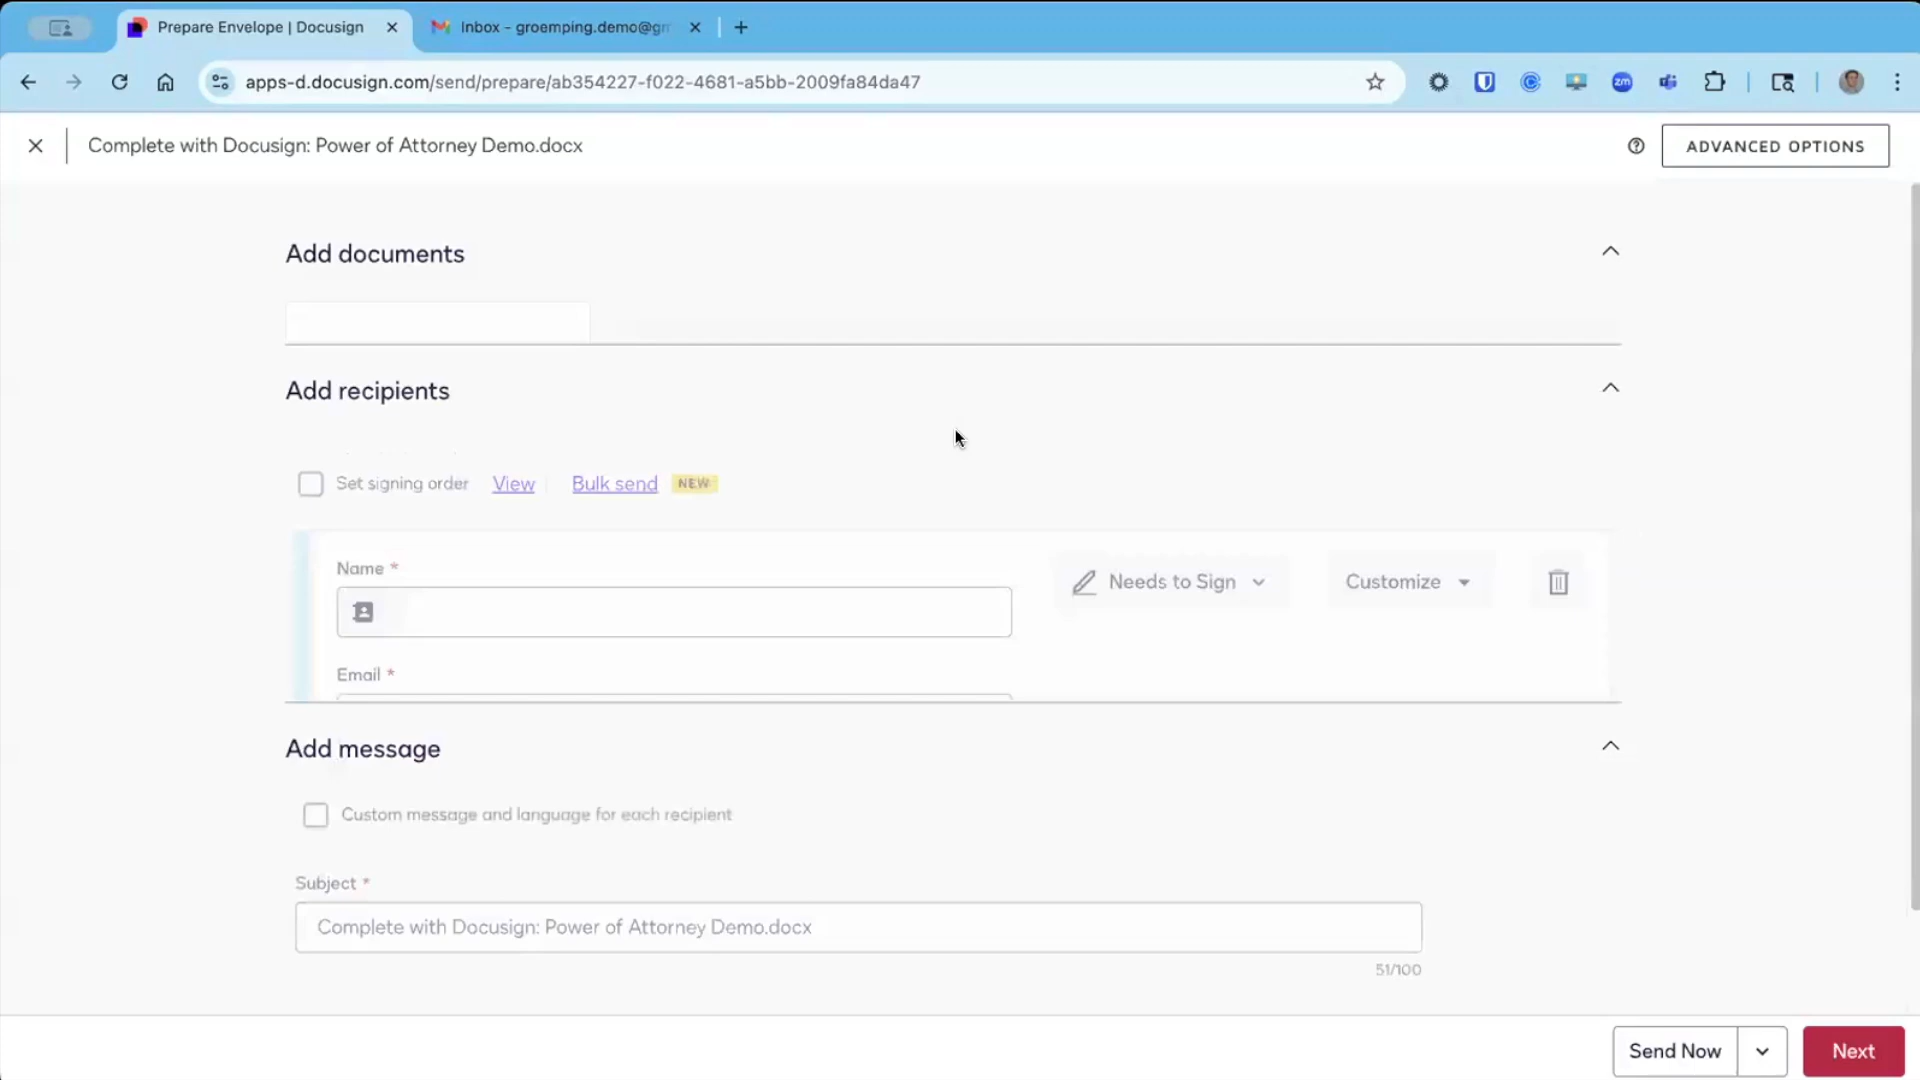 Prepare Envelope | Docusign
Inbox - groemping.demo@gm
apps-d.docusign.com/send/prepare/ab354227-f022-4681-a5bb-2009fa84da47
zm
Complete with Docusign: Power of Attorney Demo.docx
ADVANCED OPTIONS
Add documents
Add recipients
Set signing order View Bulk send NEW
Name *
Needs to Sign
Customize
Email *
Add message
Custom message and language for each recipient
Subject *
Complete with Docusign: Power of Attorney Demo.docx
51/100
Send Now
Next